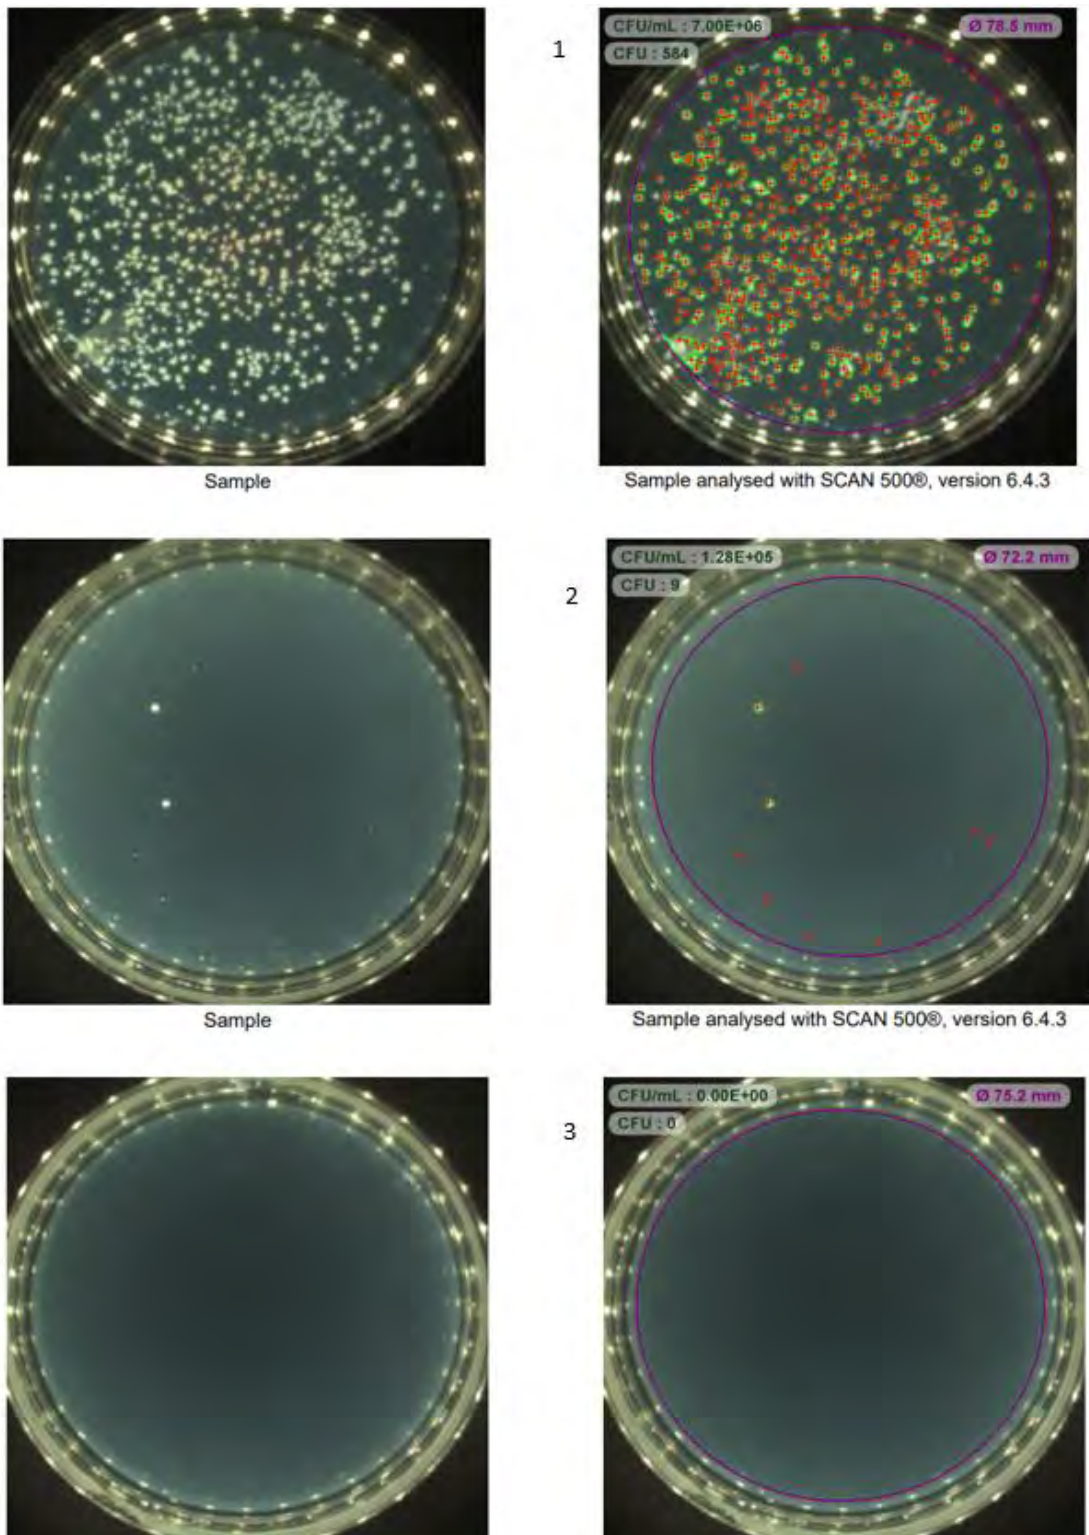 1
CFU/mL : 7.00E+06
Ø 78.5 mm
CFU : 584
Sample
Sample analysed with SCAN 500®, version 6.4.3
2
CFU/mL : 1.28E+05
Ø 72.2 mm
CFU : 9
Sample
Sample analysed with SCAN 500®, version 6.4.3
3
CFU/mL : 0.00E+00
Ø 75.2 mm
CFU : 0